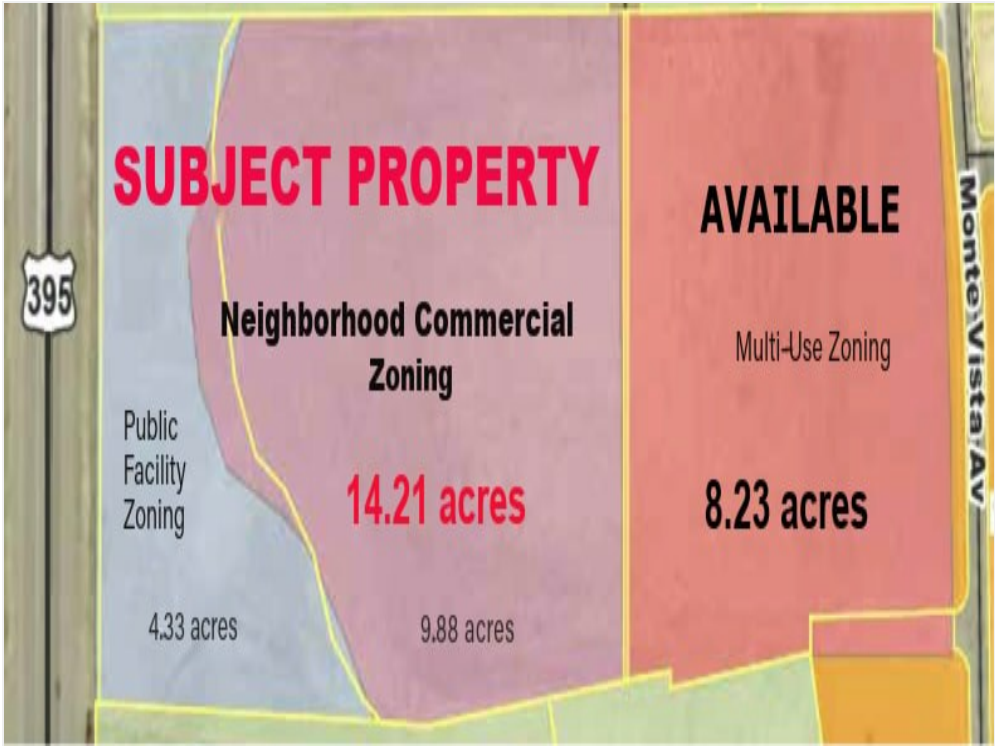 SUBJECT PROPERTY
AVAILABLE
395
Neighborhood Commercial
Zoning
Multi-Use Zoning
Monte Vista Av
Public
Facility
Zoning
14.21 acres
8.23 acres
4.33 acres
9.88 acres